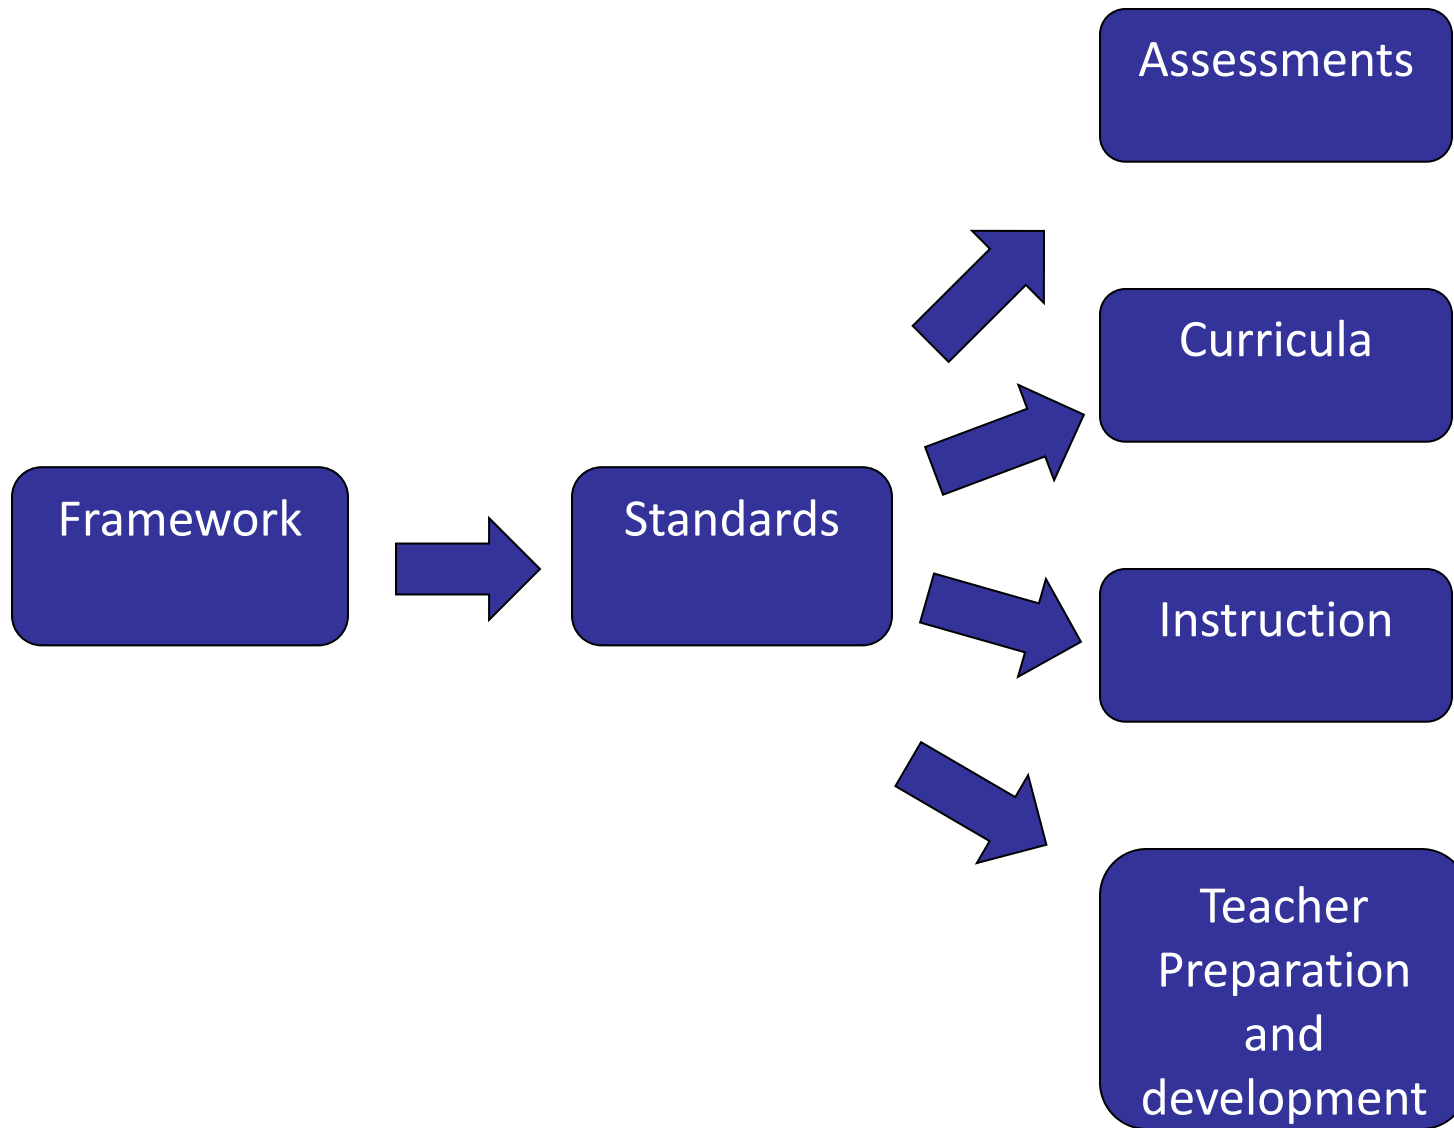 Framework
Standards
Assessments
Curricula
Instruction
Teacher
Preparation
and
development